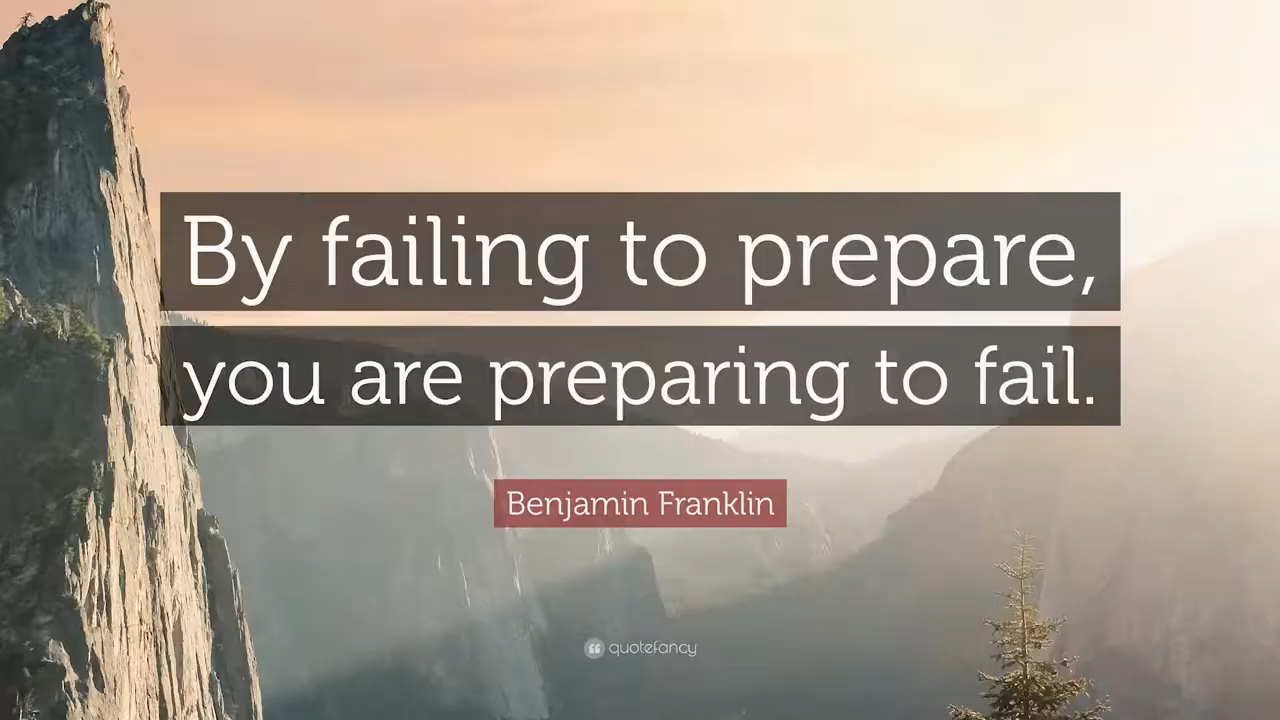 By failing to prepare,
you are preparing to fail.
Benjamin Franklin
quotefancy